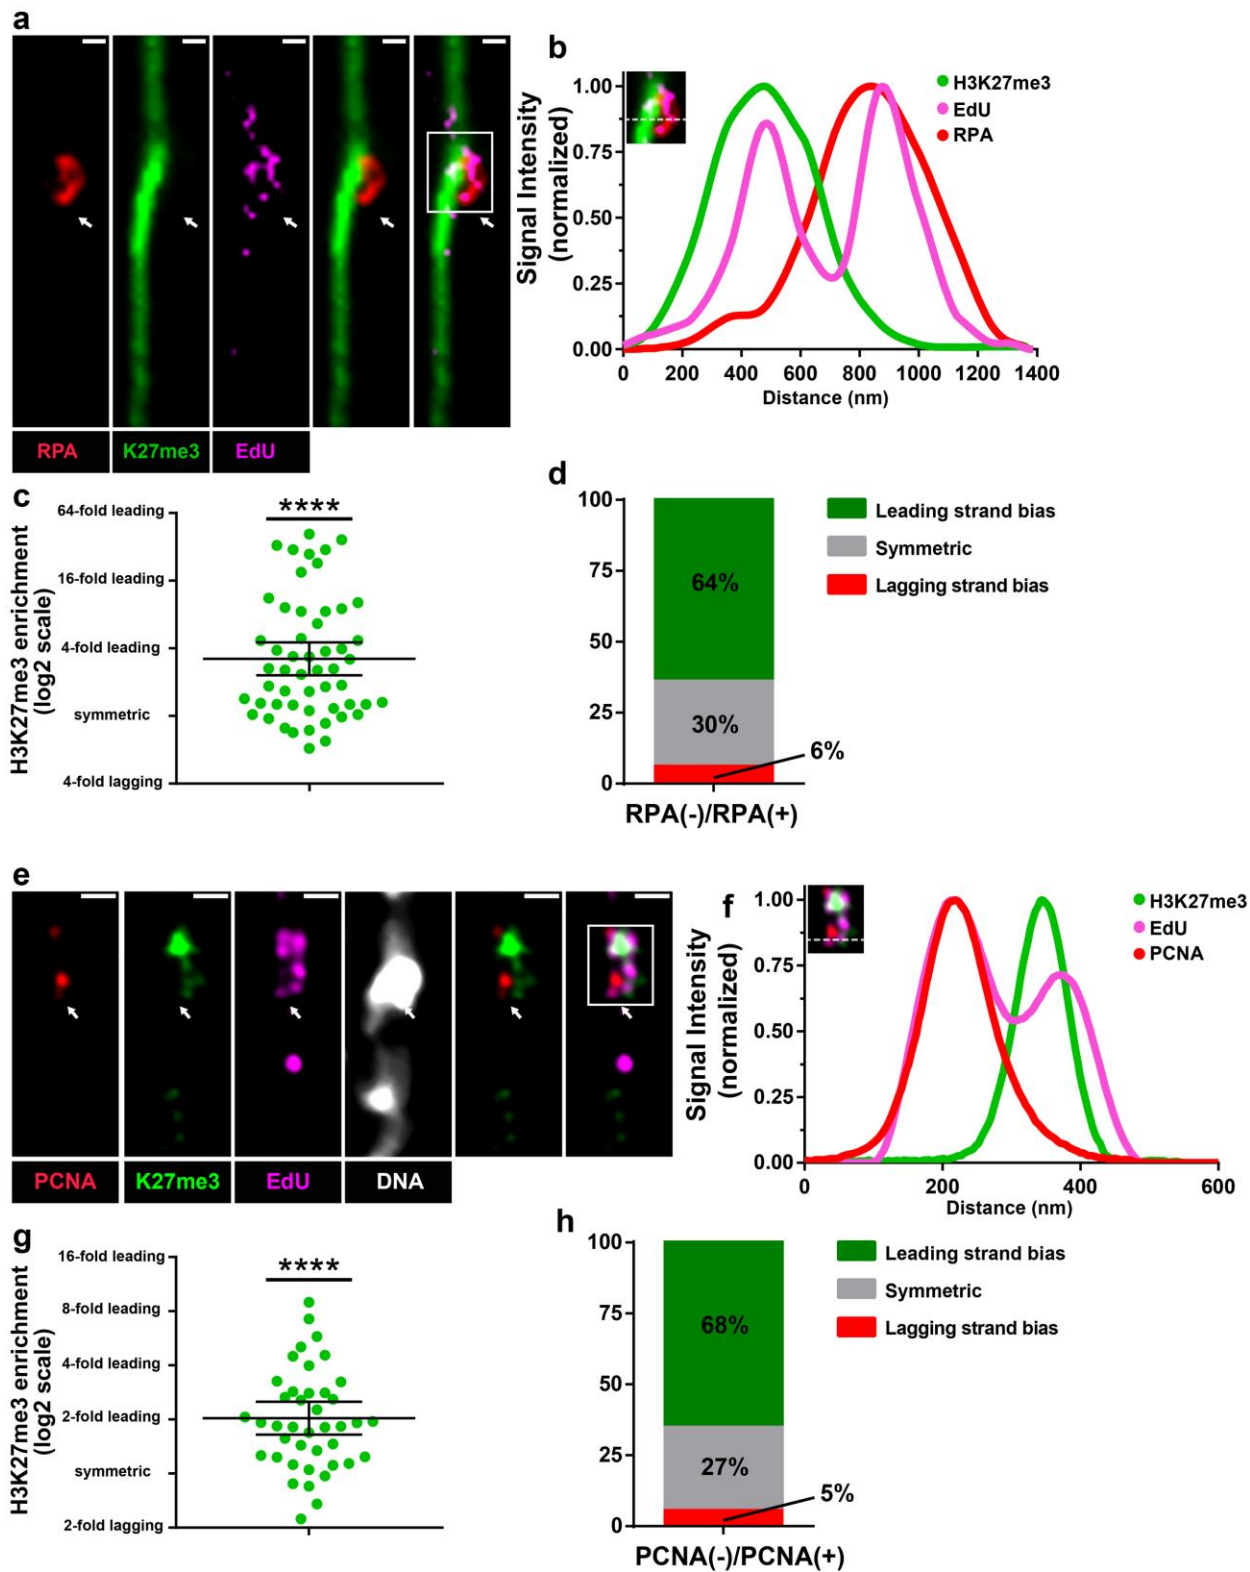 a
RPA
K27me3
EdU
b
Signal Intensity
(normalized)
1.00
0.75
0.50
0.25
0.00
0
200
400
600
800
1000
1200
1400
Distance (nm)
H3K27me3
EdU
RPA
c
H3K27me3 enrichment
(log2 scale)
64-fold leading
16-fold leading
4-fold leading
symmetric
4-fold lagging
****
d
100
75
50
25
0
64%
30%
6%
RPA(-)/RPA(+)
Leading strand bias
Symmetric
Lagging strand bias
e
PCNA
K27me3
EdU
DNA
f
Signal Intensity
(normalized)
1.00
0.75
0.50
0.25
0.00
0
200
400
600
Distance (nm)
H3K27me3
EdU
PCNA
g
H3K27me3 enrichment
(log2 scale)
16-fold leading
8-fold leading
4-fold leading
2-fold leading
symmetric
2-fold lagging
****
h
100
75
50
25
0
68%
27%
5%
PCNA(-)/PCNA(+)
Leading strand bias
Symmetric
Lagging strand bias